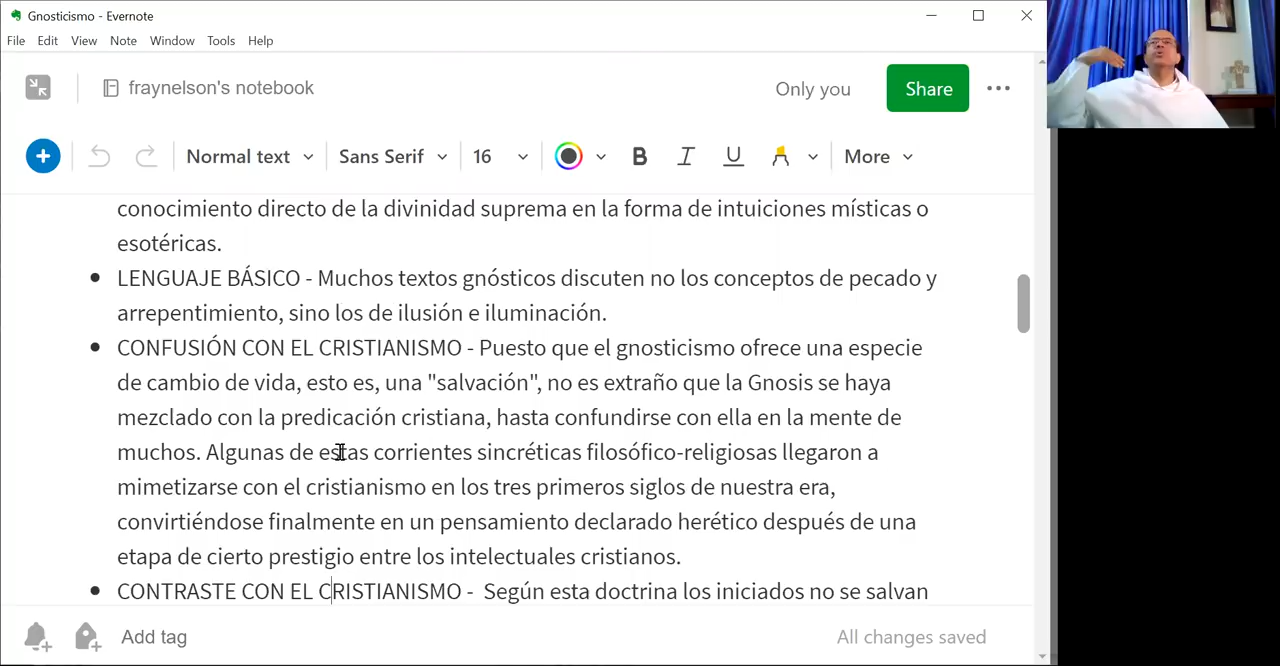 Gnosticismo - Evernote
File Edit View Note Window Tools Help
fraynelson's notebook
Only you
Share
Normal text
Sans Serif
16
B I U
More
conocimiento directo de la divinidad suprema en la forma de intuiciones místicas o
esotéricas.
• LENGUAJE BÁSICO - Muchos textos gnósticos discuten no los conceptos de pecado y
arrepentimiento, sino los de ilusión e iluminación.
• CONFUSIÓN CON EL CRISTIANISMO - Puesto que el gnosticismo ofrece una especie
de cambio de vida, esto es, una "salvación", no es extraño que la Gnosis se haya
mezclado con la predicación cristiana, hasta confundirse con ella en la mente de
muchos. Algunas de estas corrientes sincréticas filosófico-religiosas llegaron a
mimetizarse con el cristianismo en los tres primeros siglos de nuestra era,
convirtiéndose finalmente en un pensamiento declarado herético después de una
etapa de cierto prestigio entre los intelectuales cristianos.
• CONTRASTE CON EL CRISTIANISMO - Según esta doctrina los iniciados no se salvan
Add tag
All changes saved